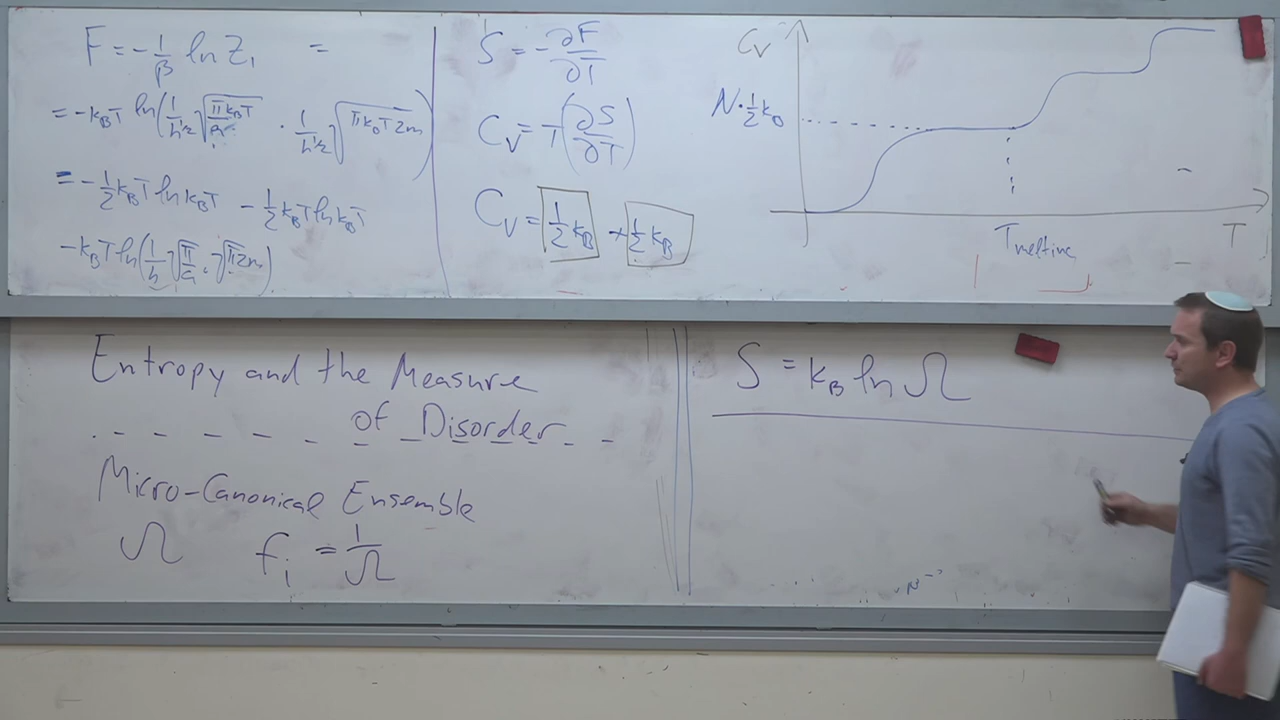 F = -1/β ln Z₁ =
= -k_BT ln(1/h^{1/2} √(πk_BT/a) · 1/h^{1/2} √(πk_BT2m))
= -1/2 k_BT ln k_BT - 1/2 k_BT ln k_BT
-k_BT ln(1/h √(π/a) · √(π2m))
S = -∂F/∂T
C_V = T(∂S/∂T)
C_V = 1/2 k_B + 1/2 k_B
C_V
N·1/2 k_B
T_melting
T
Entropy and the Measure
of Disorder
Micro-Canonical Ensemble
Ω f_i = 1/Ω
S = k_B ln Ω